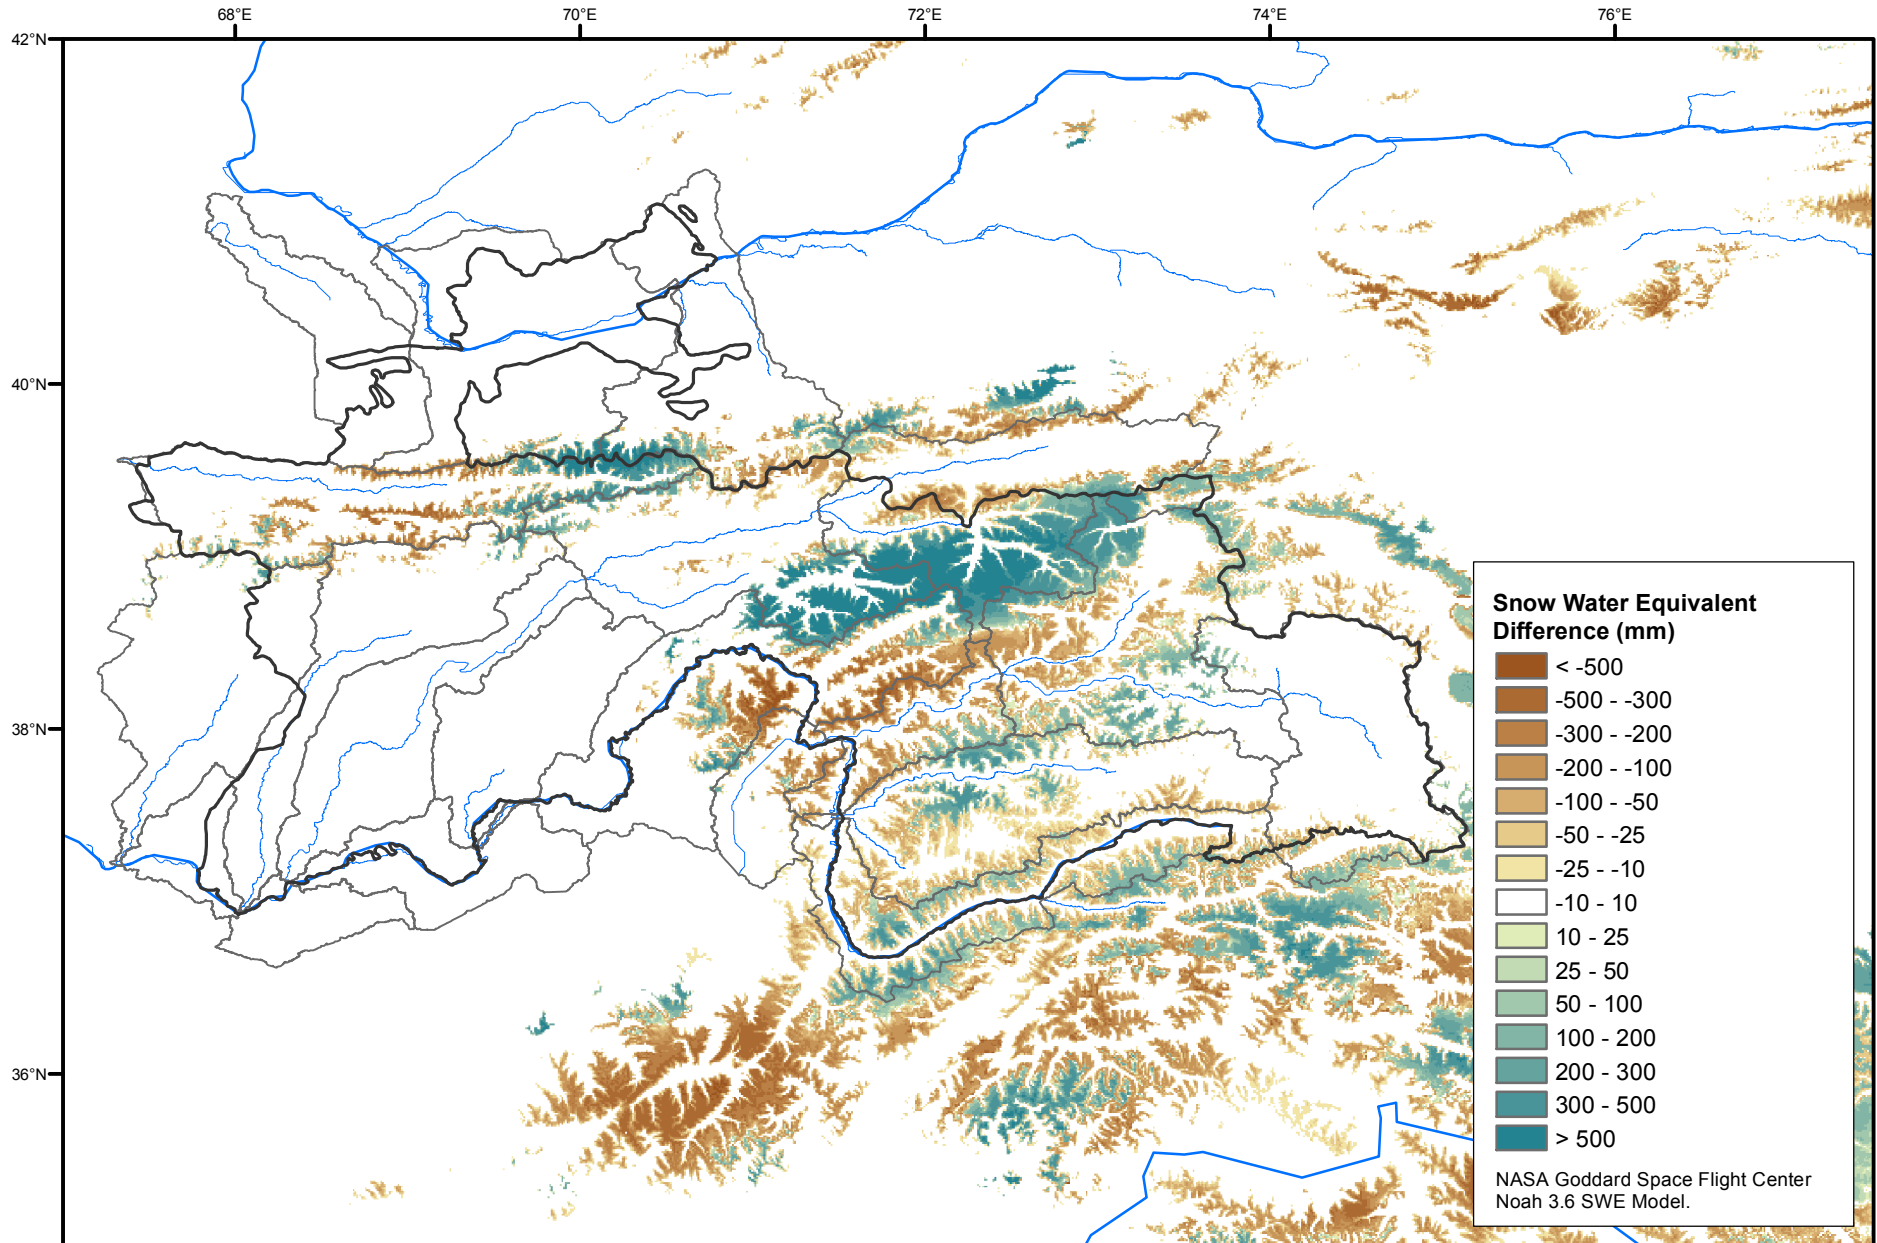 68°E 70°E 72°E 74°E 76°E
42°N
40°N
38°N
36°N
Snow Water Equivalent
Difference (mm)
< -500
-500 - -300
-300 - -200
-200 - -100
-100 - -50
-50 - -25
-25 - -10
-10 - 10
10 - 25
25 - 50
50 - 100
100 - 200
200 - 300
300 - 500
> 500
NASA Goddard Space Flight Center
Noah 3.6 SWE Model.